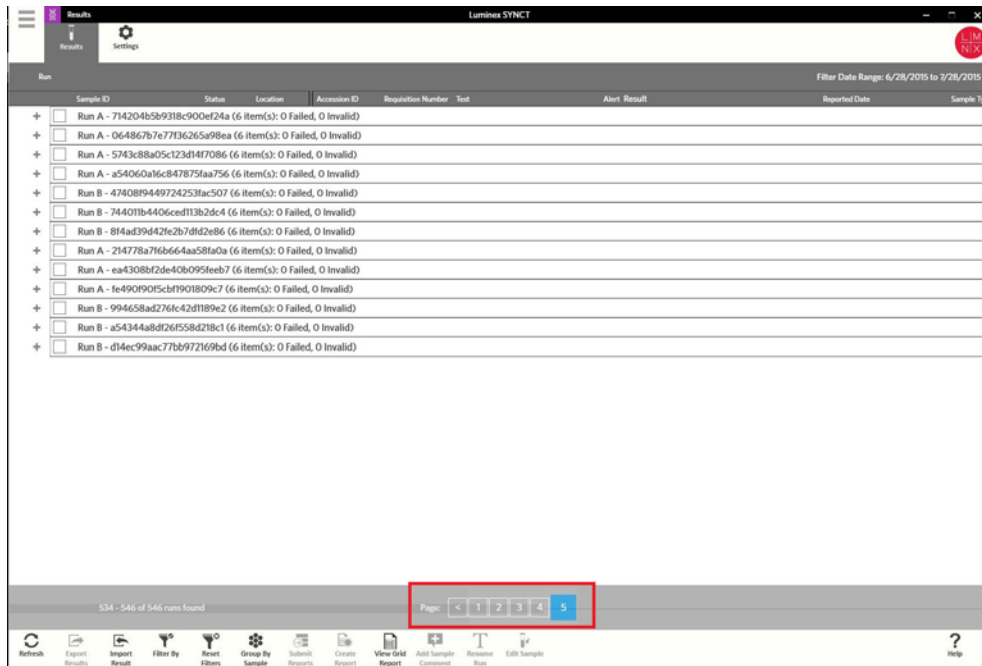 Results
Luminex SYNCT
Results
Settings
LM
NIX
Run
Filter Date Range: 6/28/2015 to 7/28/2015
Sample ID Status Location Accession ID Requisition Number Test Alert Result Reported Date Sample Ty
Run A - 714204b5b9318c900ef24a (6 item(s): 0 Failed, 0 Invalid)
Run A - 064867b7e77f36265a98ea (6 item(s): 0 Failed, 0 Invalid)
Run A - 5743c88a05c123d14f7086 (6 item(s): 0 Failed, 0 Invalid)
Run A - a54060a16c847875faa756 (6 item(s): 0 Failed, 0 Invalid)
Run B - 47408f9449724253fac507 (6 item(s): 0 Failed, 0 Invalid)
Run B - 744011b4406ced113b2dc4 (6 item(s): 0 Failed, 0 Invalid)
Run B - 8f4ad39d42fe2b7dfd2e86 (6 item(s): 0 Failed, 0 Invalid)
Run A - 214778a7f6b664aa58fa0a (6 item(s): 0 Failed, 0 Invalid)
Run A - ea4308bf2de40b095feeb7 (6 item(s): 0 Failed, 0 Invalid)
Run A - fe490f90f5cbf1901809c7 (6 item(s): 0 Failed, 0 Invalid)
Run B - 994658ad276fc42d1189e2 (6 item(s): 0 Failed, 0 Invalid)
Run B - a54344a8df26f558d218c1 (6 item(s): 0 Failed, 0 Invalid)
Run B - d14ec99aac77bb972169bd (6 item(s): 0 Failed, 0 Invalid)
534 - 546 of 546 runs found
Page: < 1 2 3 4 5
Refresh
Export Results
Import Result
Filter By
Reset Filters
Group By Sample
Submit Reports
Create Report
View Grid Report
Add Sample Comment
Rename Run
Edit Sample
? Help